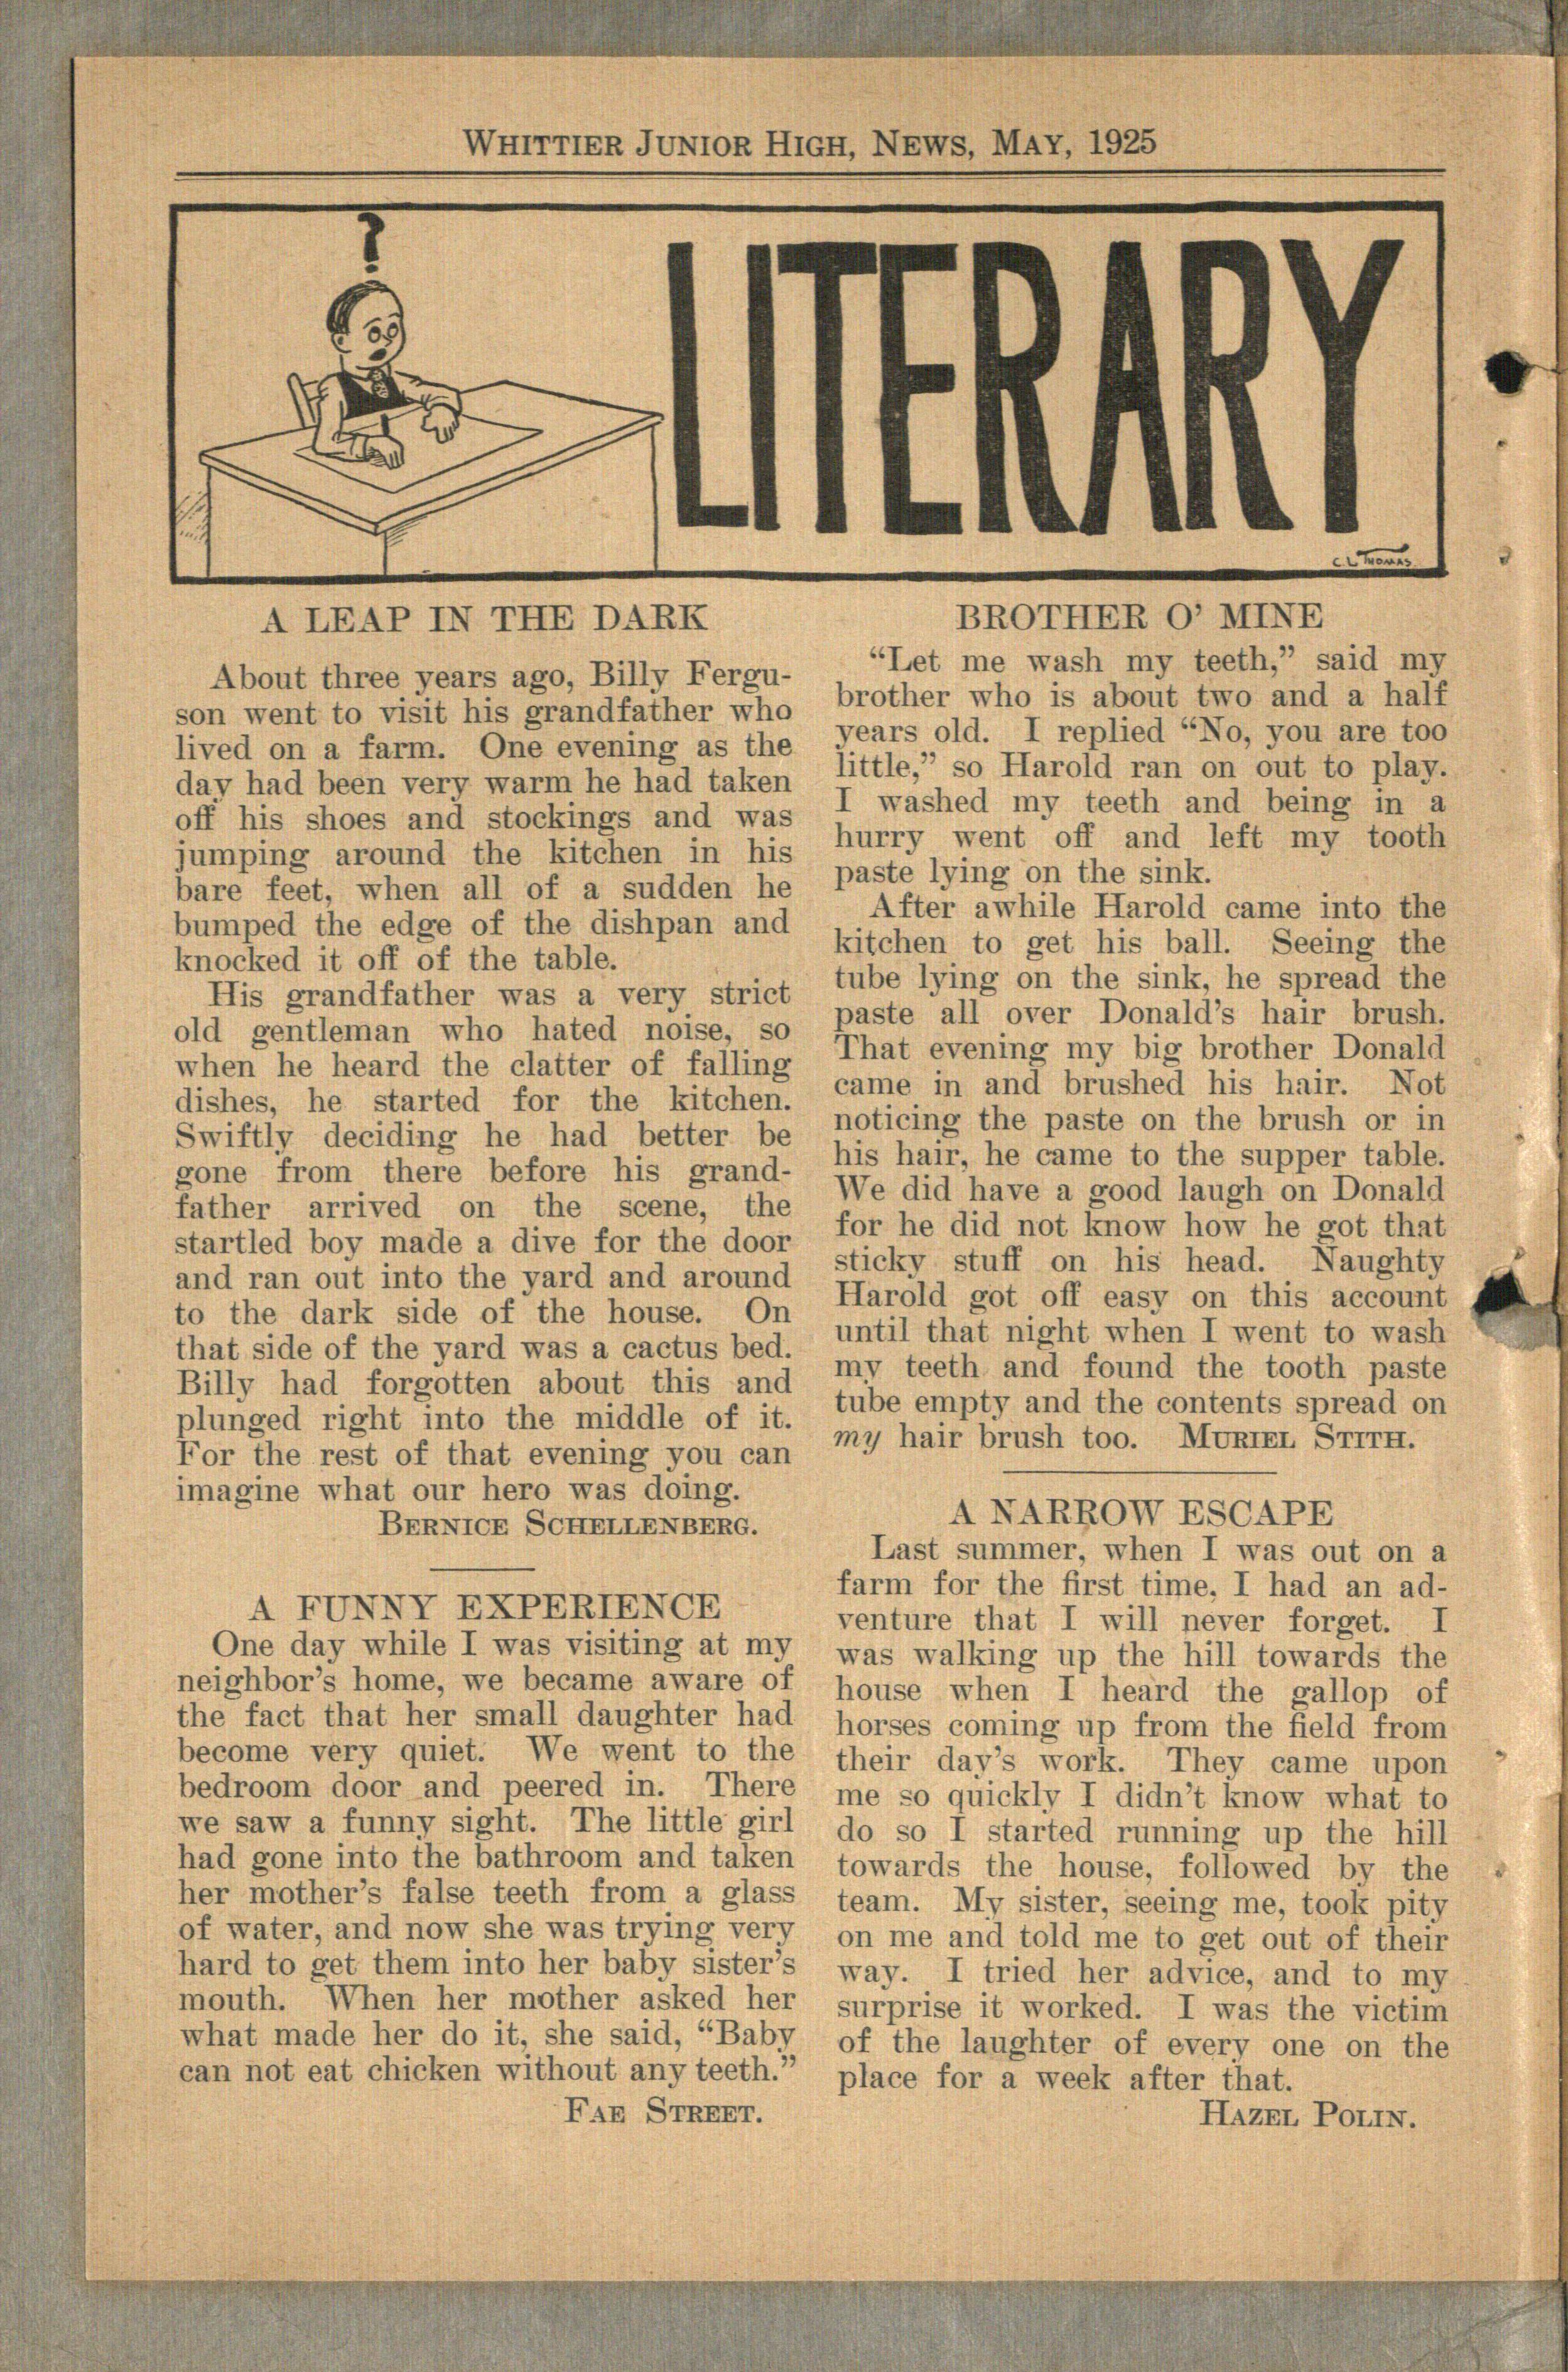 WHITTIER JUNIOR HIGH, NEWS, MAY, 1925
LITERARY
C L THOMAS
A LEAP IN THE DARK
About three years ago, Billy Fergu-
son went to visit his grandfather who
lived on a farm. One evening as the
day had been very warm he had taken
off his shoes and stockings and was
jumping around the kitchen in his
bare feet, when all of a sudden he
bumped the edge of the dishpan and
knocked it off of the table.
His grandfather was a very strict
old gentleman who hated noise, so
when he heard the clatter of falling
dishes, he started for the kitchen.
Swiftly deciding he had better be
gone from there before his grand-
father arrived on the scene, the
startled boy made a dive for the door
and ran out into the yard and around
to the dark side of the house. On
that side of the yard was a cactus bed.
Billy had forgotten about this and
plunged right into the middle of it.
For the rest of that evening you can
imagine what our hero was doing.
BERNICE SCHELLENBERG.
A FUNNY EXPERIENCE
One day while I was visiting at my
neighbor's home, we became aware of
the fact that her small daughter had
become very quiet. We went to the
bedroom door and peered in. There
we saw a funny sight. The little girl
had gone into the bathroom and taken
her mother's false teeth from a glass
of water, and now she was trying very
hard to get them into her baby sister's
mouth. When her mother asked her
what made her do it, she said, "Baby
can not eat chicken without any teeth."
FAE STREET.
BROTHER O' MINE
"Let me wash my teeth," said my
brother who is about two and a half
years old. I replied "No, you are too
little," so Harold ran on out to play.
I washed my teeth and being in a
hurry went off and left my tooth
paste lying on the sink.
After awhile Harold came into the
kitchen to get his ball. Seeing the
tube lying on the sink, he spread the
paste all over Donald's hair brush.
That evening my big brother Donald
came in and brushed his hair. Not
noticing the paste on the brush or in
his hair, he came to the supper table.
We did have a good laugh on Donald
for he did not know how he got that
sticky stuff on his head. Naughty
Harold got off easy on this account
until that night when I went to wash
my teeth and found the tooth paste
tube empty and the contents spread on
my hair brush too. MURIEL STITH.
A NARROW ESCAPE
Last summer, when I was out on a
farm for the first time, I had an ad-
venture that I will never forget. I
was walking up the hill towards the
house when I heard the gallop of
horses coming up from the field from
their day's work. They came upon
me so quickly I didn't know what to
do so I started running up the hill
towards the house, followed by the
team. My sister, seeing me, took pity
on me and told me to get out of their
way. I tried her advice, and to my
surprise it worked. I was the victim
of the laughter of every one on the
place for a week after that.
HAZEL POLIN.